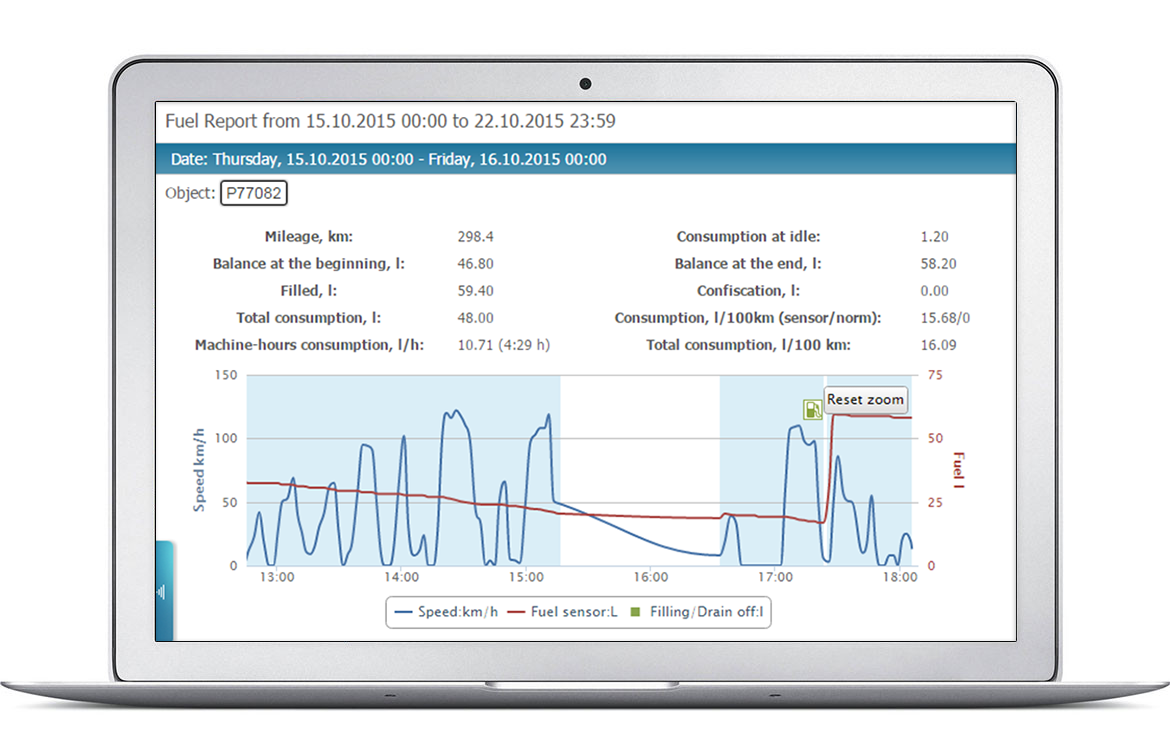 Fuel Report from 15.10.2015 00:00 to 22.10.2015 23:59
Date: Thursday, 15.10.2015 00:00 - Friday, 16.10.2015 00:00
Object: P77082
Mileage, km: 298.4 Consumption at idle: 1.20
Balance at the beginning, l: 46.80 Balance at the end, l: 58.20
Filled, l: 59.40 Confiscation, l: 0.00
Total consumption, l: 48.00 Consumption, l/100km (sensor/norm): 15.68/0
Machine-hours consumption, l/h: 10.71 (4:29 h) Total consumption, l/100 km: 16.09
150 75
Reset zoom
100 50
Speed km/h Fuel l
50 25
0 0
13:00 14:00 15:00 16:00 17:00 18:00
Speed:km/h Fuel sensor:L Filling/Drain off:l